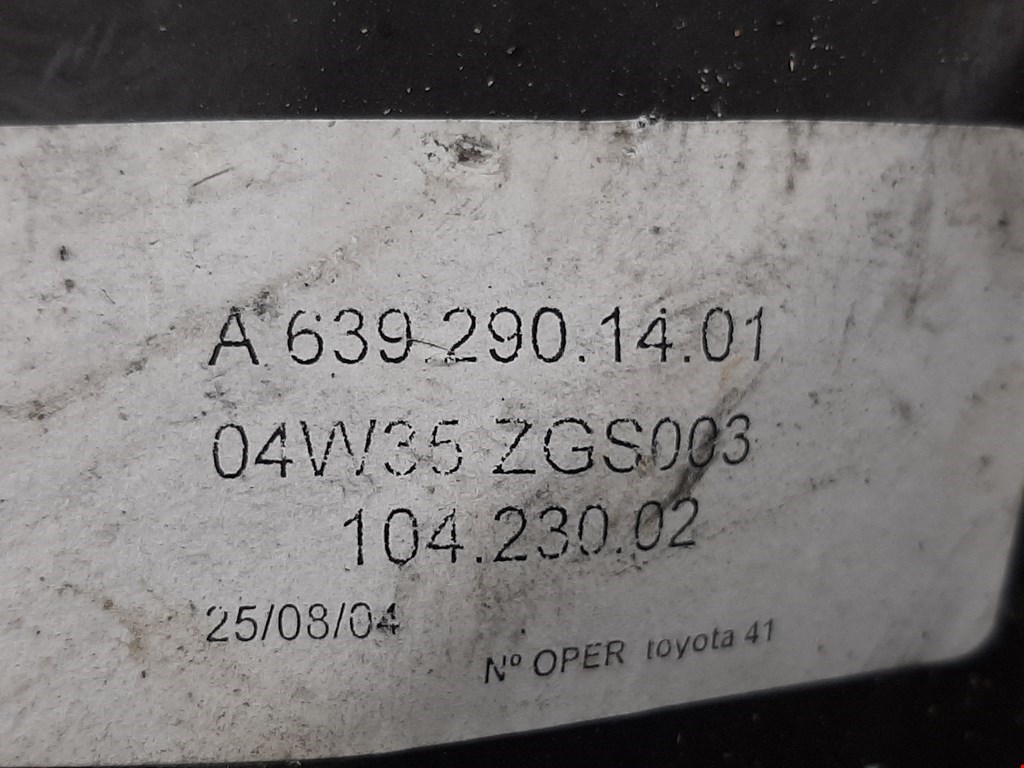 A 639.290.14.01
04W35 ZGS003
104.230.02
25/08/04
Nº OPER toyota 41